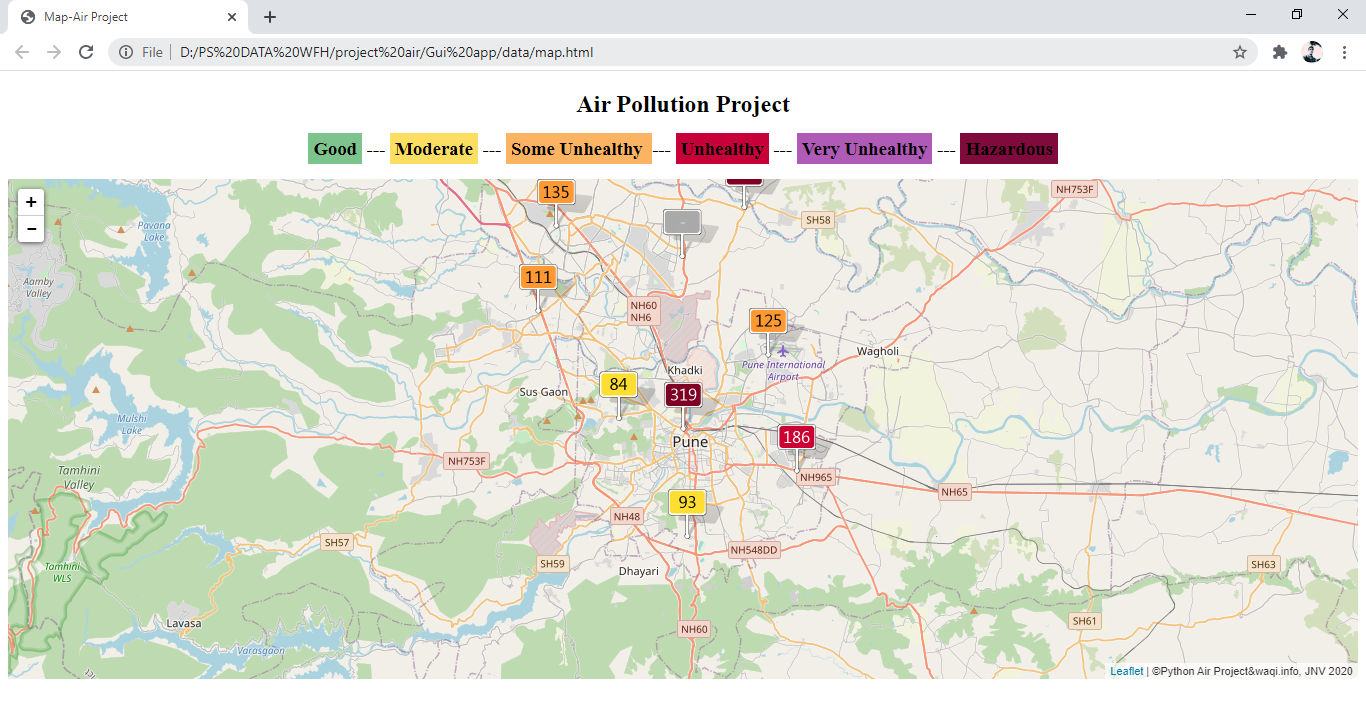 Map-Air Project
File | D:/PS%20DATA%20WFH/project%20air/Gui%20app/data/map.html
Air Pollution Project
Good --- Moderate --- Some Unhealthy --- Unhealthy --- Very Unhealthy --- Hazardous
+
-
135
NH753F
-
SH58
Pavana
Lake
111
Aamby
Valley
NH60
NH6
125
Wagholi
Pune International
Airport
Khadki
84
Sus Gaon
319
Mulshi
Lake
186
Pune
NH753F
Tamhini
Valley
NH965
NH65
93
NH48
SH57
NH548DD
SH59
SH63
Dhayari
Tamhini
WLS
Lavasa
SH61
NH60
Varasgaon
Leaflet | ©Python Air Project&waqi.info, JNV 2020